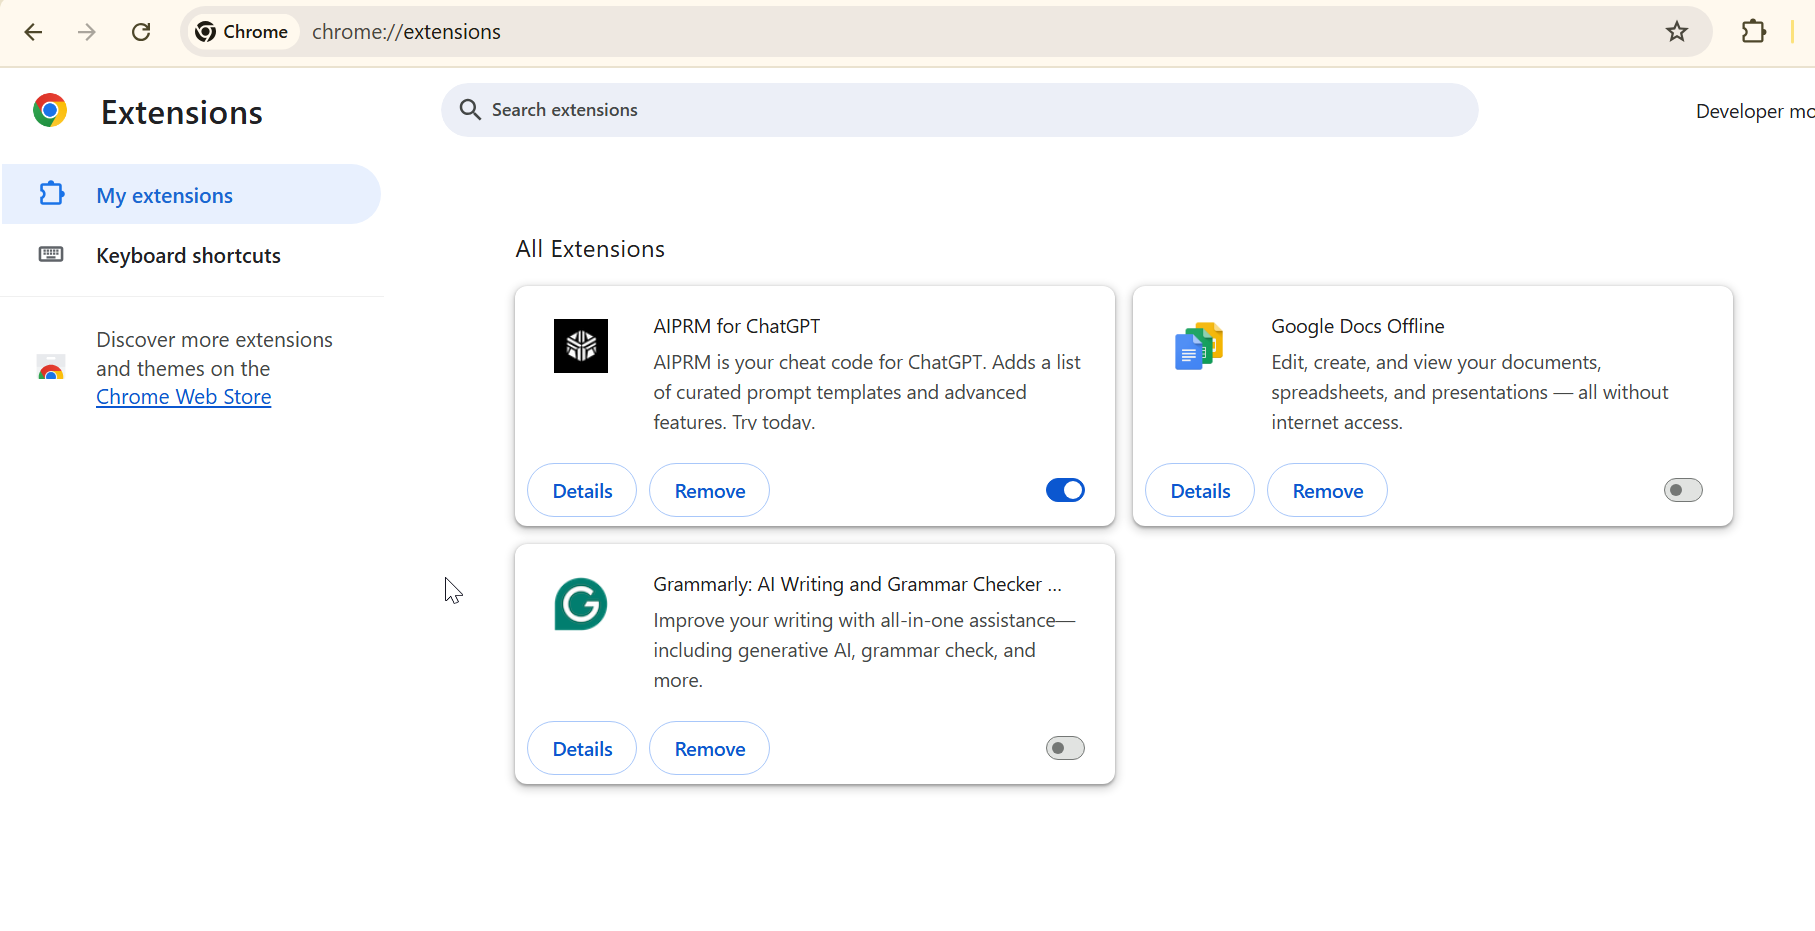 Chrome chrome://extensions
Extensions
Search extensions
Developer mo
My extensions
Keyboard shortcuts
Discover more extensions
and themes on the
Chrome Web Store
All Extensions
AIPRM for ChatGPT
AIPRM is your cheat code for ChatGPT. Adds a list
of curated prompt templates and advanced
features. Try today.
Details Remove
Google Docs Offline
Edit, create, and view your documents,
spreadsheets, and presentations — all without
internet access.
Details Remove
Grammarly: AI Writing and Grammar Checker ...
Improve your writing with all-in-one assistance—
including generative AI, grammar check, and
more.
Details Remove